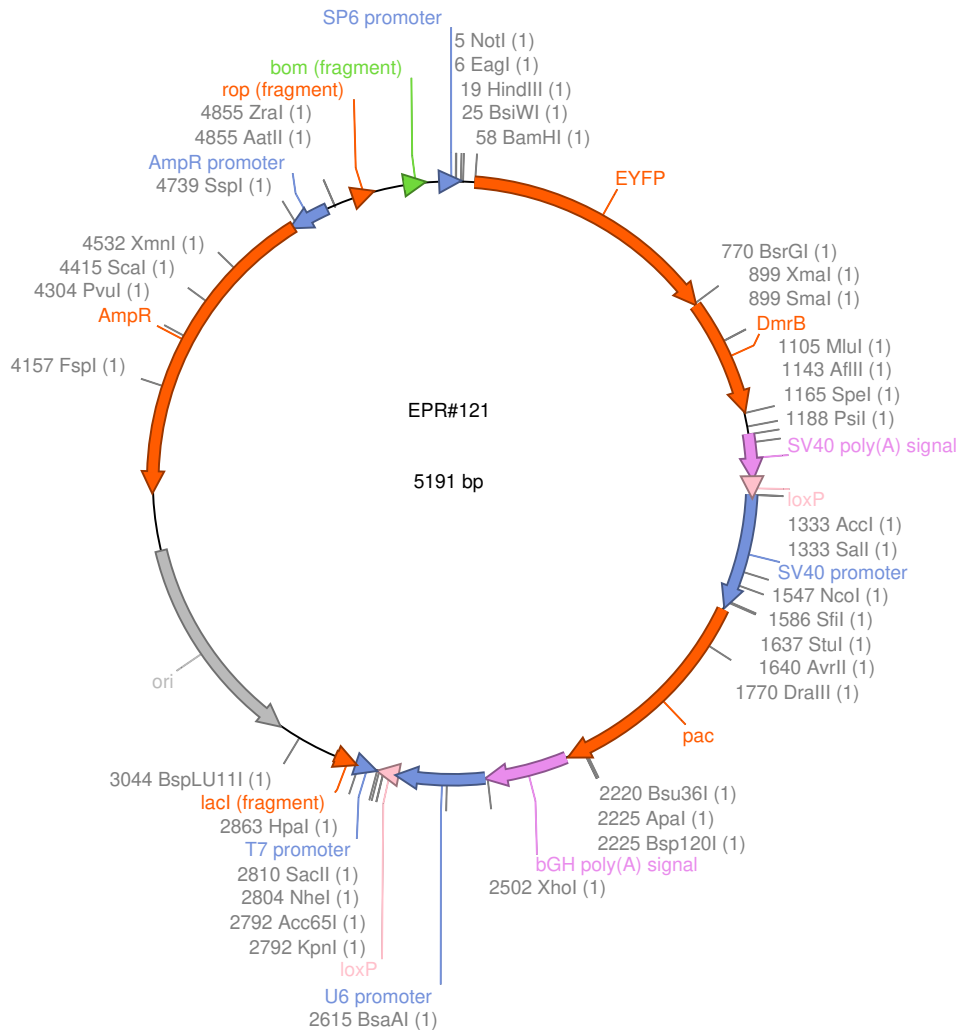 SP6 promoter
5 NotI (1)
6 EagI (1)
19 HindIII (1)
25 BsiWI (1)
58 BamHI (1)
EYFP
770 BsrGI (1)
899 XmaI (1)
899 SmaI (1)
DmrB
1105 MluI (1)
1143 AflII (1)
1165 SpeI (1)
1188 PsiI (1)
SV40 poly(A) signal
loxP
1333 AccI (1)
1333 SalI (1)
SV40 promoter
1547 NcoI (1)
1586 SfiI (1)
1637 StuI (1)
1640 AvrII (1)
1770 DraIII (1)
pac
2220 Bsu36I (1)
2225 ApaI (1)
2225 Bsp120I (1)
bGH poly(A) signal
2502 XhoI (1)
2615 BsaAI (1)
U6 promoter
loxP
2792 KpnI (1)
2792 Acc65I (1)
2804 NheI (1)
2810 SacII (1)
T7 promoter
2863 HpaI (1)
lacI (fragment)
3044 BspLU11I (1)
ori
4157 FspI (1)
AmpR
4304 PvuI (1)
4415 ScaI (1)
4532 XmnI (1)
4739 SspI (1)
AmpR promoter
4855 AatII (1)
4855 ZraI (1)
rop (fragment)
bom (fragment)
EPR#121
5191 bp